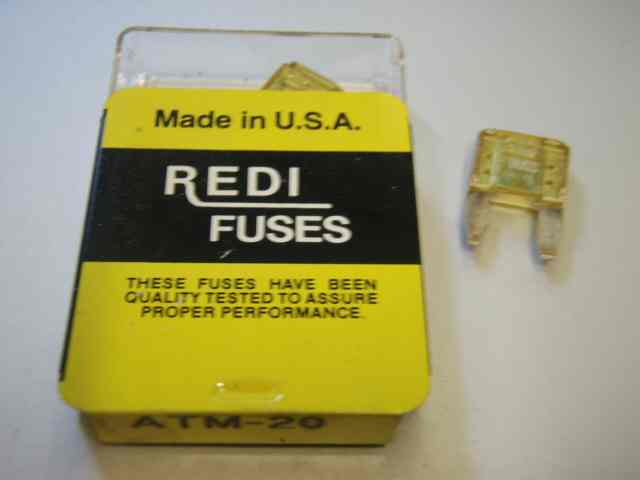 Made in U.S.A.
REDI
FUSES
THESE FUSES HAVE BEEN
QUALITY TESTED TO ASSURE
PROPER PERFORMANCE.
ATM-20